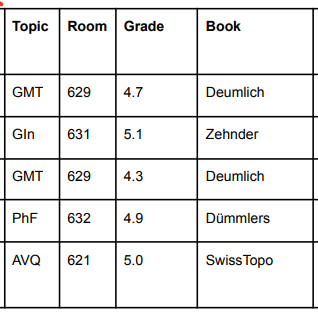 Topic Room Grade Book
GMT 629 4.7 Deumlich
GIn 631 5.1 Zehnder
GMT 629 4.3 Deumlich
PhF 632 4.9 Dümmlers
AVQ 621 5.0 SwissTopo